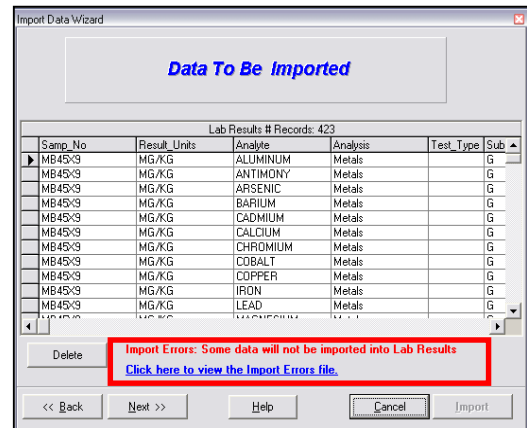 Import Data Wizard
Data To Be Imported
Lab Results # Records: 423
Samp_No Result_Units Analyte Analysis Test_Type Sub
MB45X9 MG/KG ALUMINUM Metals G
MB45X9 MG/KG ANTIMONY Metals G
MB45X9 MG/KG ARSENIC Metals G
MB45X9 MG/KG BARIUM Metals G
MB45X9 MG/KG CADMIUM Metals G
MB45X9 MG/KG CALCIUM Metals G
MB45X9 MG/KG CHROMIUM Metals G
MB45X9 MG/KG COBALT Metals G
MB45X9 MG/KG COPPER Metals G
MB45X9 MG/KG IRON Metals G
MB45X9 MG/KG LEAD Metals G
Delete
Import Errors: Some data will not be imported into Lab Results
Click here to view the Import Errors file.
<< Back Next >> Help Cancel Import